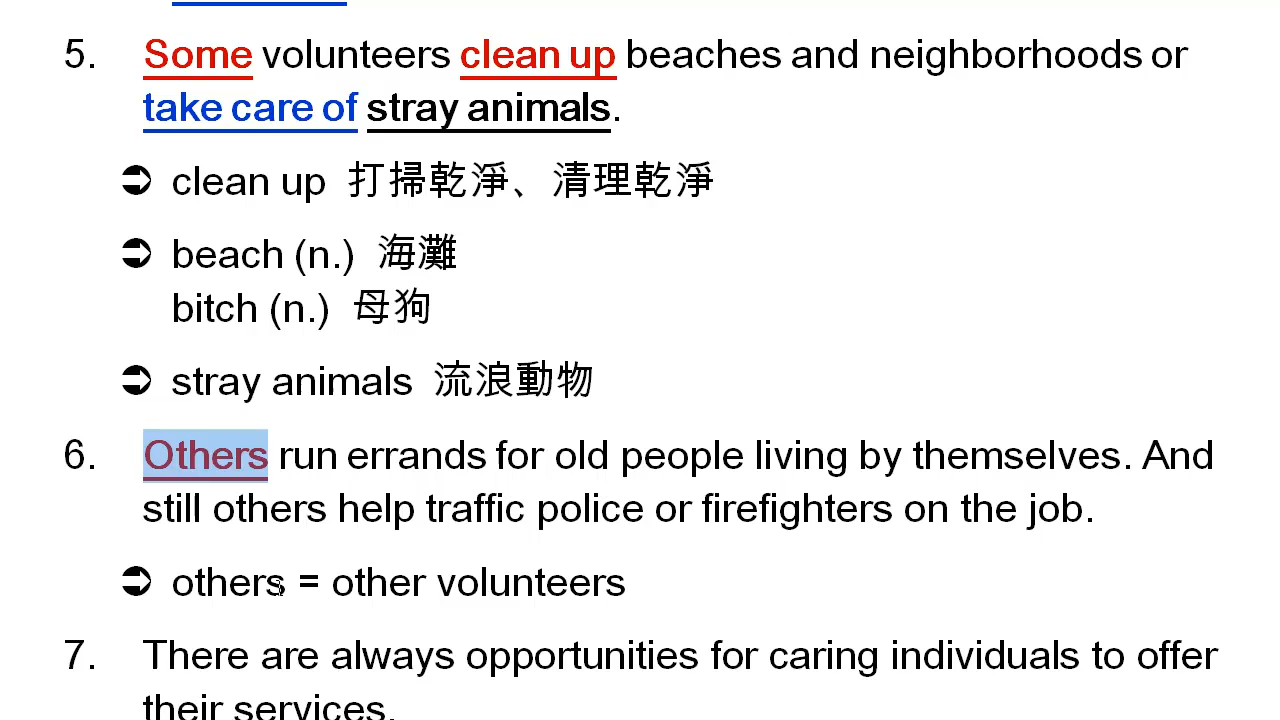 5. Some volunteers clean up beaches and neighborhoods or
take care of stray animals.
➲ clean up 打掃乾淨、清理乾淨
➲ beach (n.) 海灘
bitch (n.) 母狗
➲ stray animals 流浪動物
6. Others run errands for old people living by themselves. And
still others help traffic police or firefighters on the job.
➲ others = other volunteers
7. There are always opportunities for caring individuals to offer
their services.